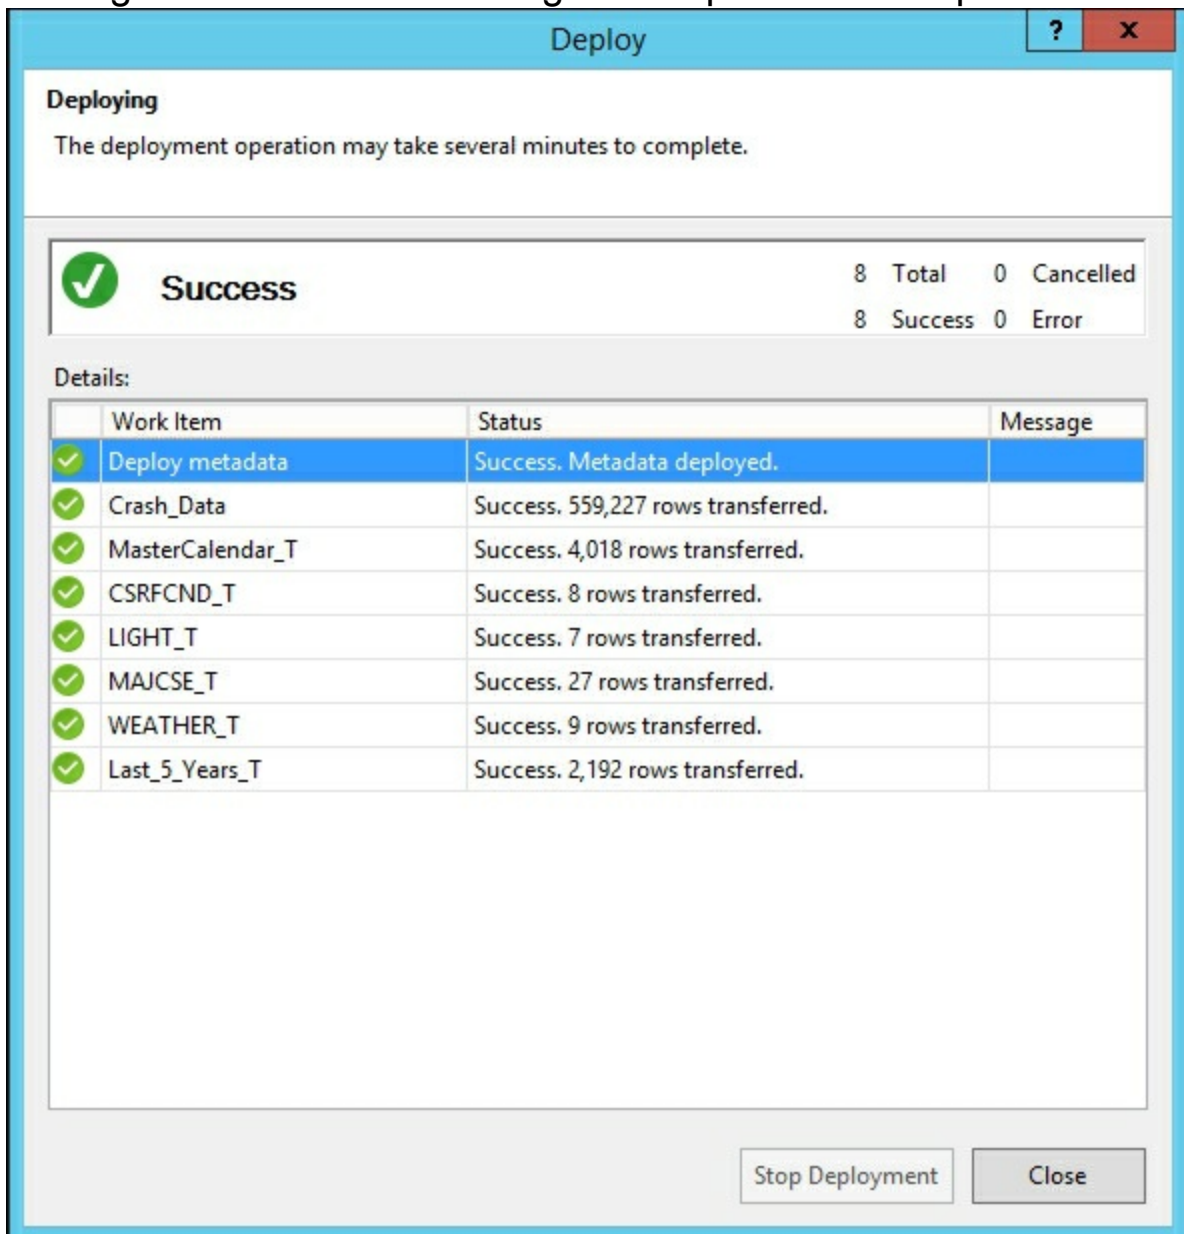 Deploy
? x
Deploying
The deployment operation may take several minutes to complete.
Success 8 Total 0 Cancelled
8 Success 0 Error
Details:
Work Item Status Message
Deploy metadata Success. Metadata deployed.
Crash_Data Success. 559,227 rows transferred.
MasterCalendar_T Success. 4,018 rows transferred.
CSRFCND_T Success. 8 rows transferred.
LIGHT_T Success. 7 rows transferred.
MAJCSE_T Success. 27 rows transferred.
WEATHER_T Success. 9 rows transferred.
Last_5_Years_T Success. 2,192 rows transferred.
Stop Deployment Close